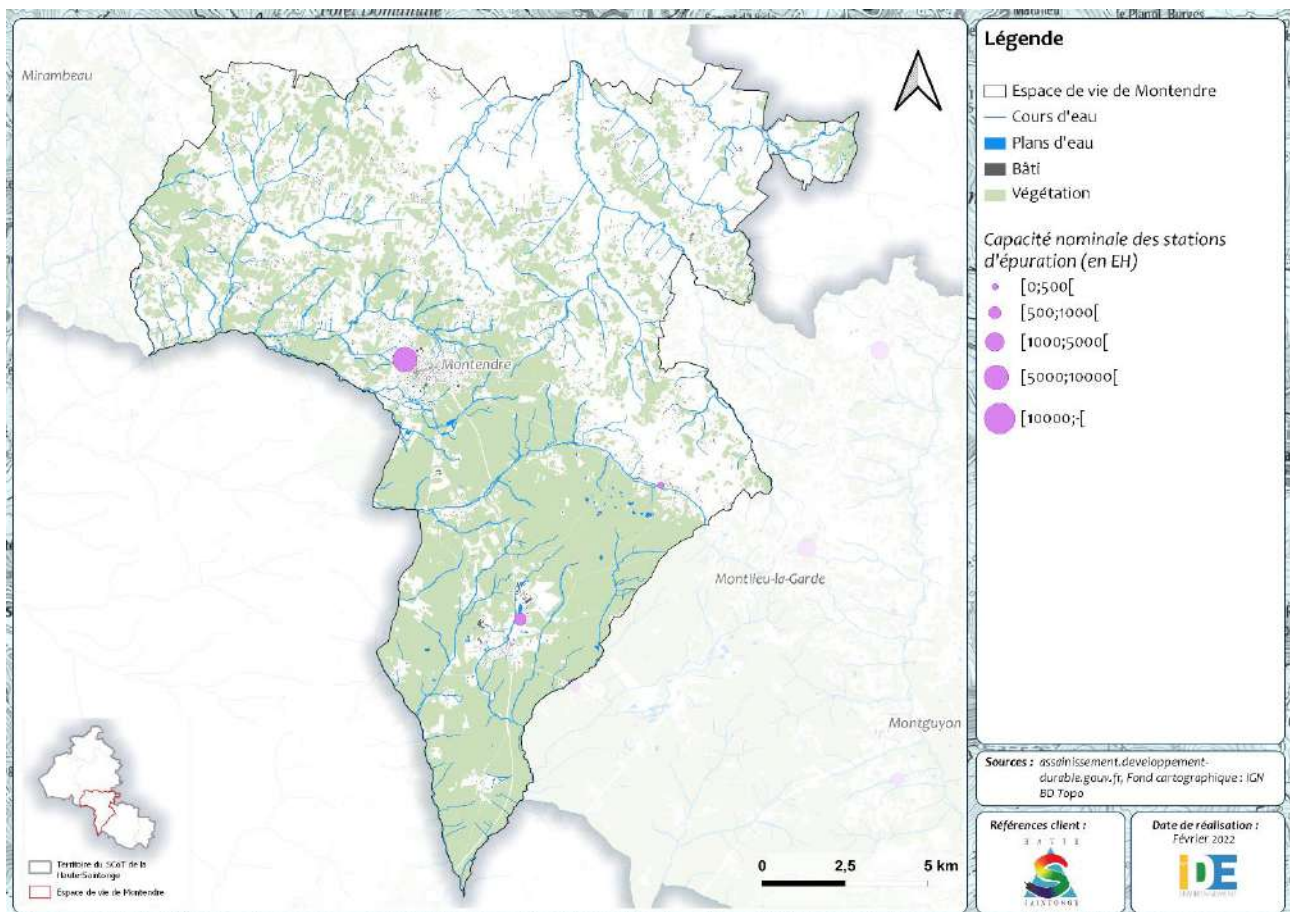 Mirambeau
Montendre
Montlieu-la-Garde
Montguyon
Territoire du SCoT de la
Haute-Saintonge
Espace de vie de Montendre
0 2,5 5 km
Légende
Espace de vie de Montendre
Cours d'eau
Plans d'eau
Bâti
Végétation
Capacité nominale des stations
d'épuration (en EH)
[0;500[
[500;1000[
[1000;5000[
[5000;10000[
[10000;-[
Sources : assainissement.developpement-
durable.gouv.fr, Fond cartographique : IGN
BD Topo
Références client :
Date de réalisation :
Février 2022
IDE